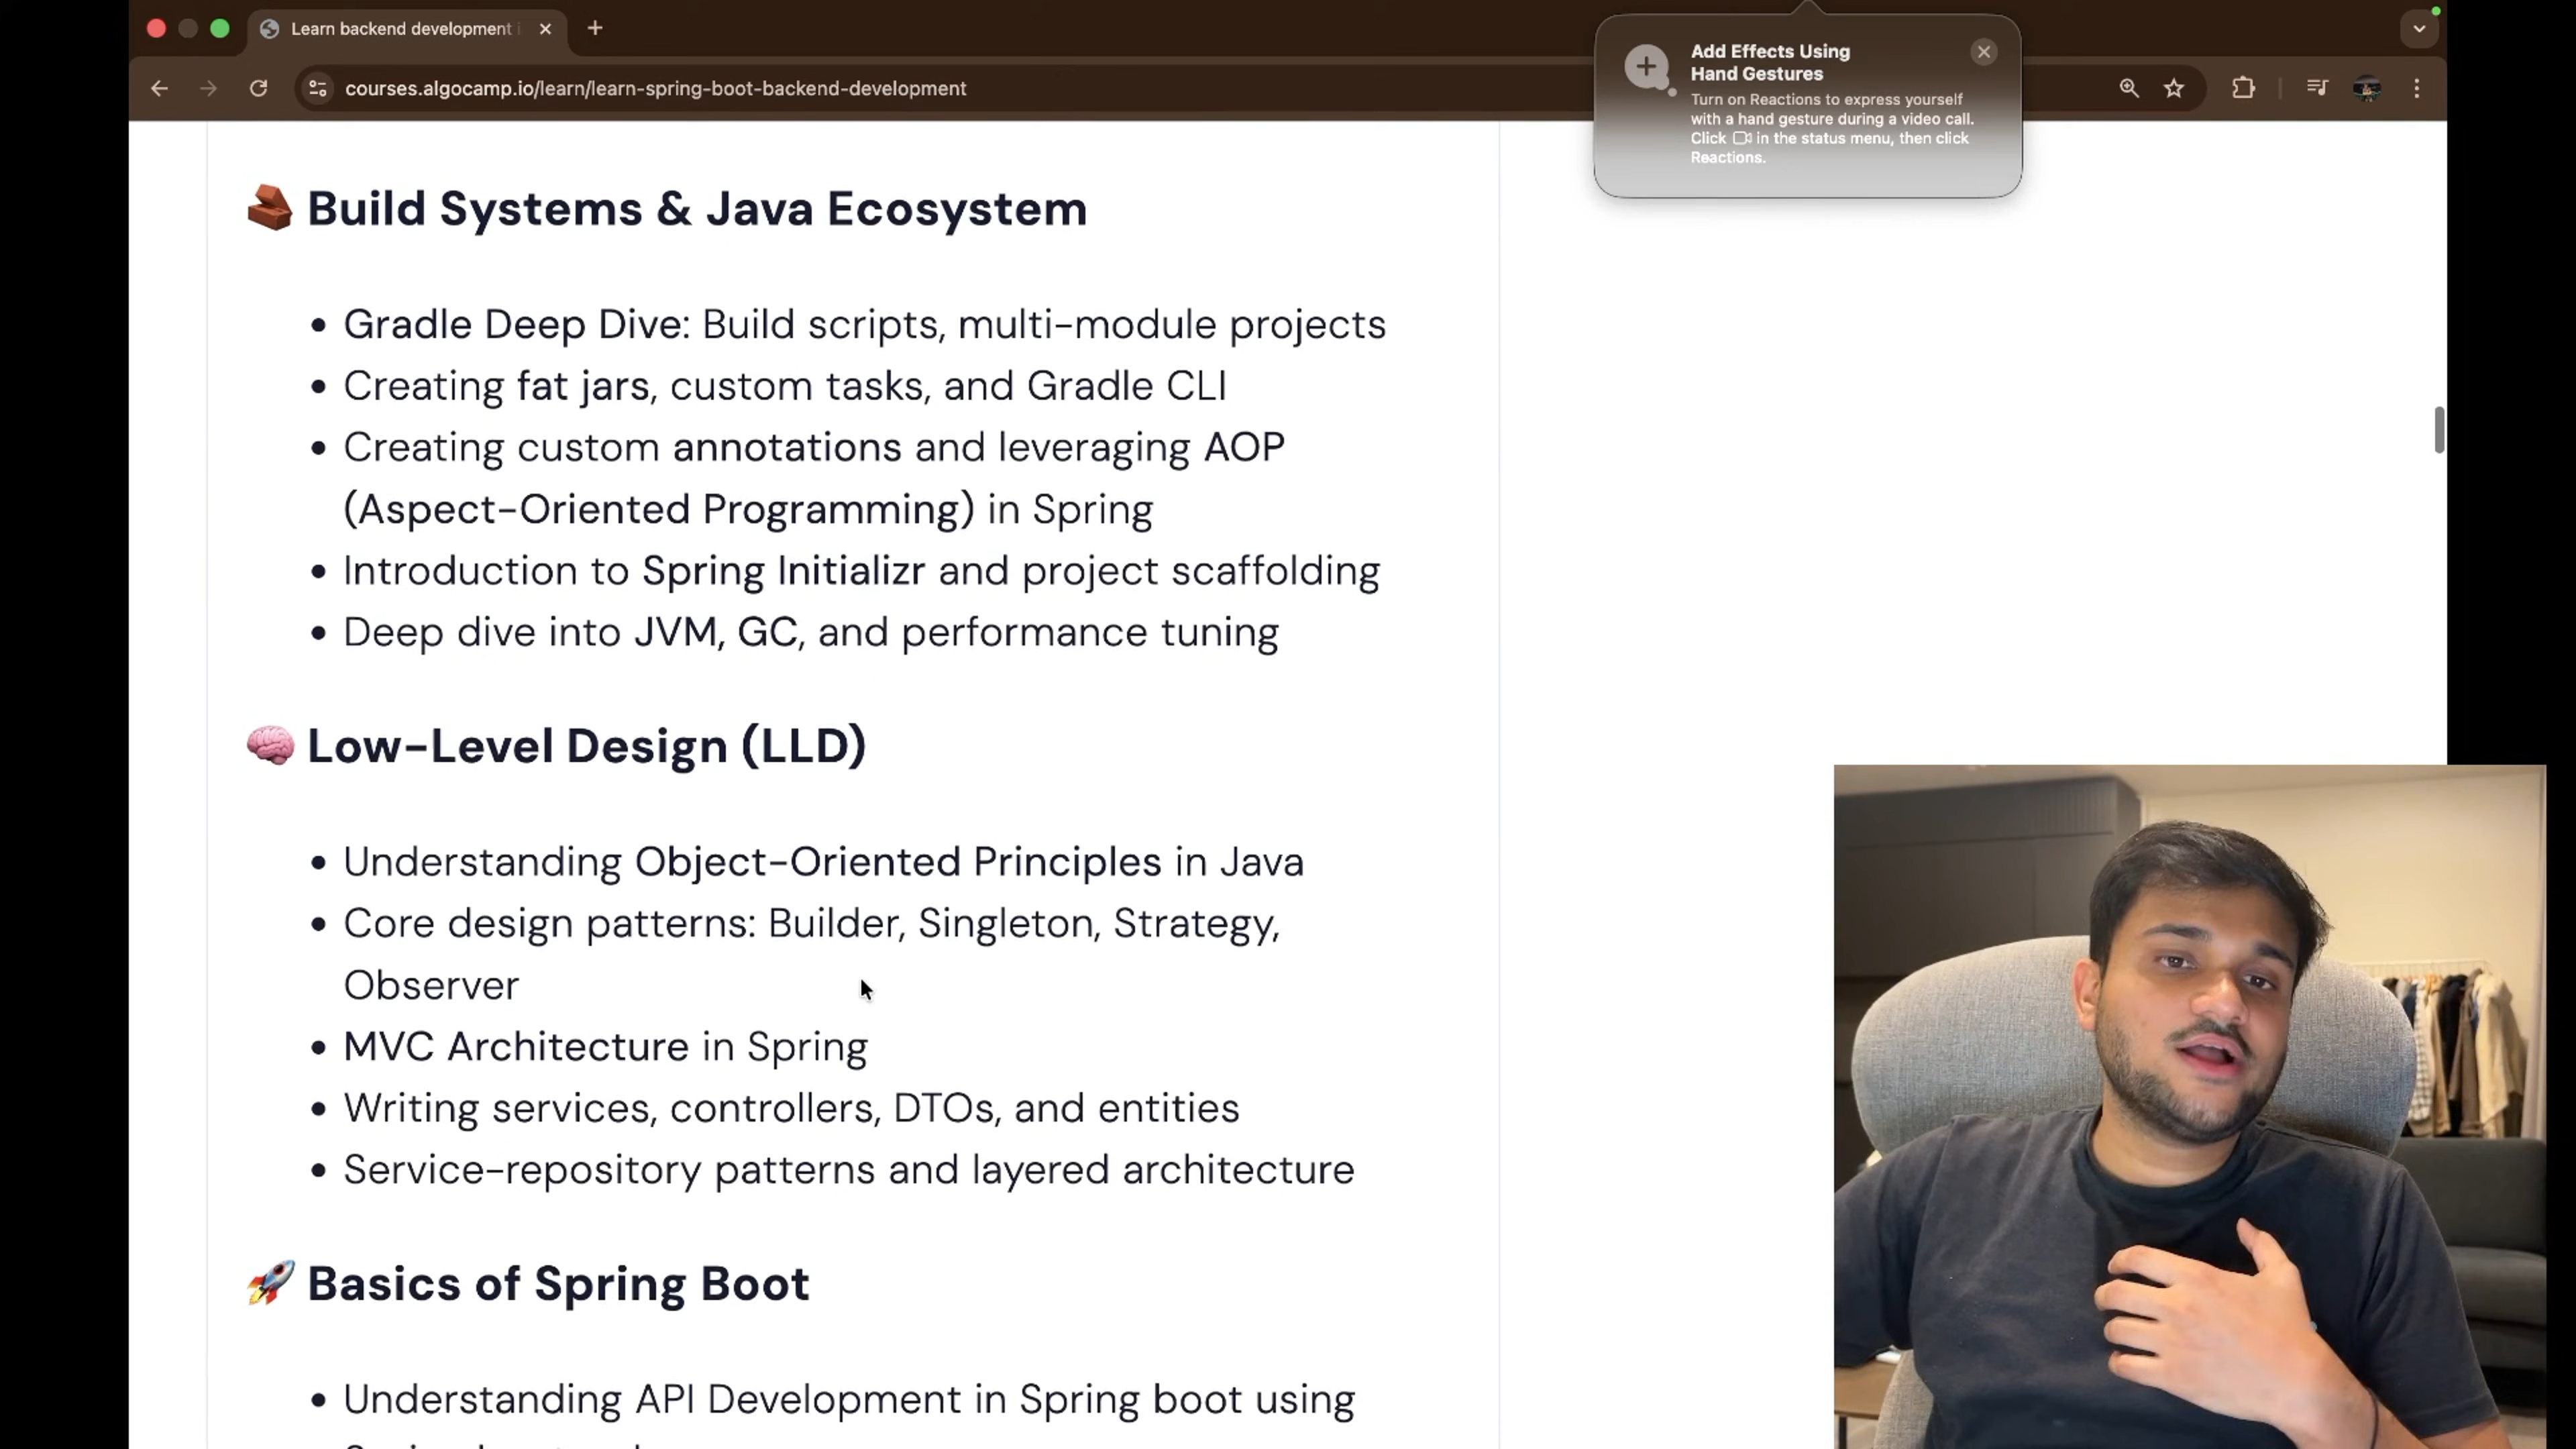 Learn backend development i
Add Effects Using
Hand Gestures
Turn on Reactions to express yourself
with a hand gesture during a video call.
Click in the status menu, then click
Reactions.
courses.algocamp.io/learn/learn-spring-boot-backend-development
Build Systems & Java Ecosystem
• Gradle Deep Dive: Build scripts, multi-module projects
• Creating fat jars, custom tasks, and Gradle CLI
• Creating custom annotations and leveraging AOP
(Aspect-Oriented Programming) in Spring
• Introduction to Spring Initializr and project scaffolding
• Deep dive into JVM, GC, and performance tuning
Low-Level Design (LLD)
• Understanding Object-Oriented Principles in Java
• Core design patterns: Builder, Singleton, Strategy,
Observer
• MVC Architecture in Spring
• Writing services, controllers, DTOs, and entities
• Service-repository patterns and layered architecture
Basics of Spring Boot
• Understanding API Development in Spring boot using